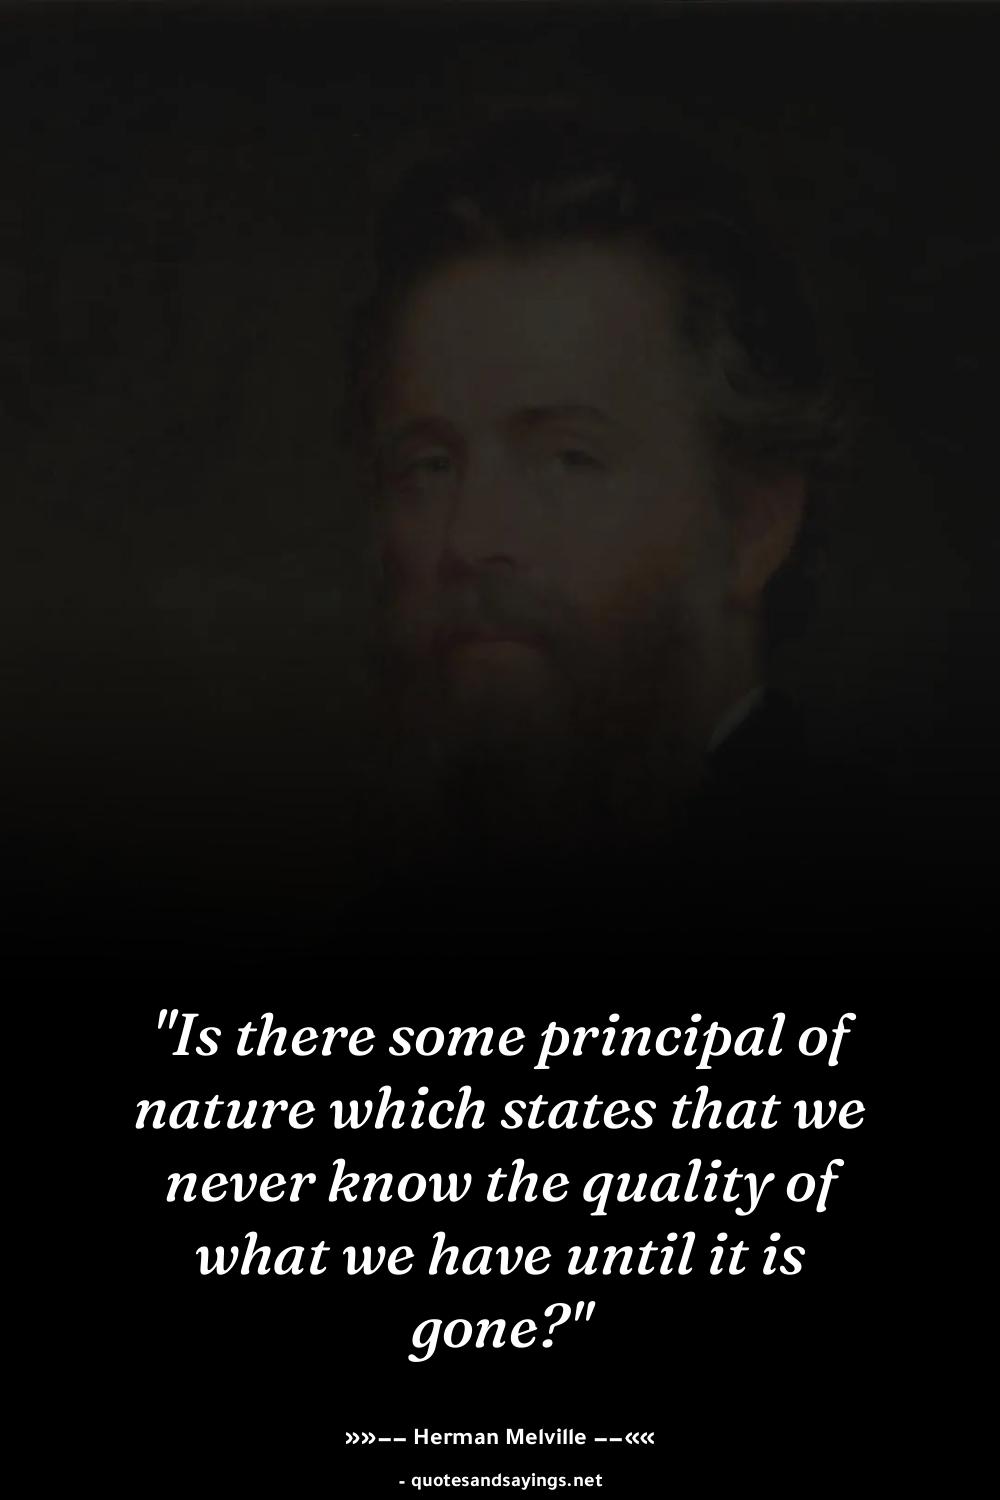 "Is there some principal of
nature which states that we
never know the quality of
what we have until it is
gone?"
»»−− Herman Melville −−««
- quotesandsayings.net